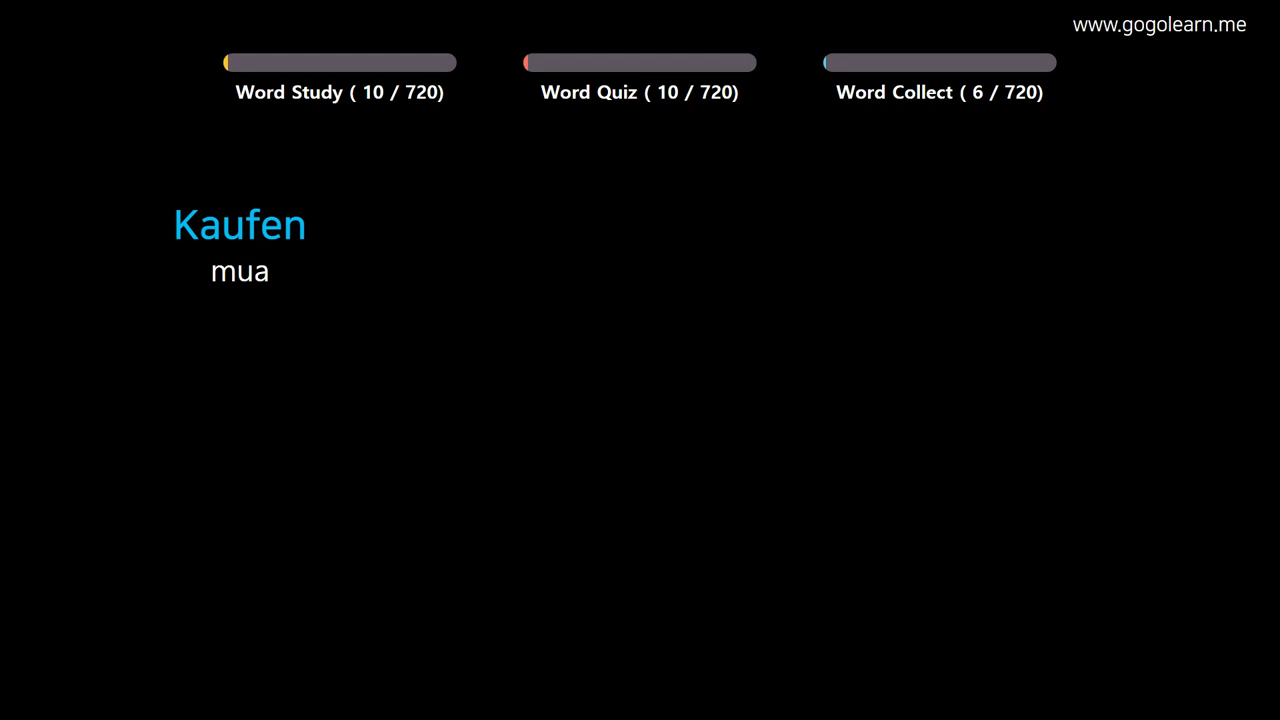 www.gogolearn.me
Word Study ( 10 / 720)
Word Quiz ( 10 / 720)
Word Collect ( 6 / 720)
Kaufen
mua